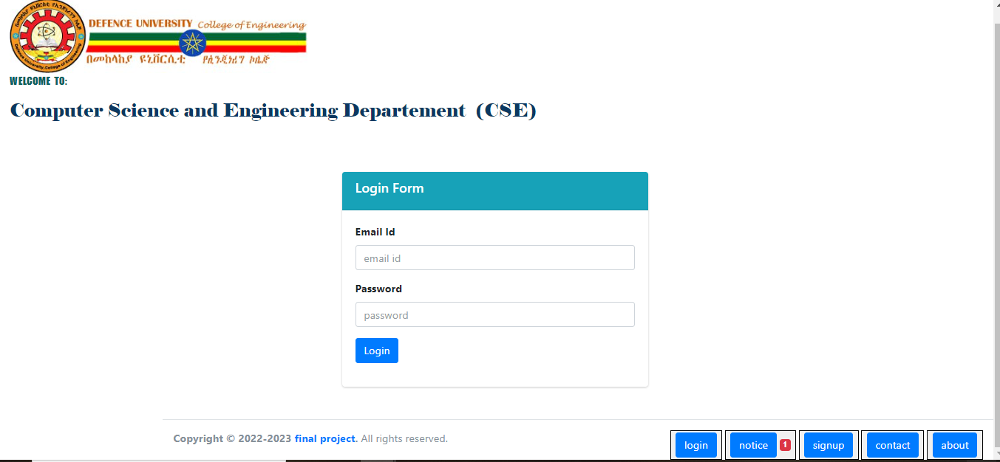 DEFENCE UNIVERSITY College of Engineering
በመከላከያ ዩኒቨርሲቲ የኢንጂነሪንግ ኮሌጅ
Defence University, College of Engineering
WELCOME TO:
Computer Science and Engineering Departement (CSE)
Login Form
Email Id
email id
Password
password
Login
Copyright © 2022-2023 final project. All rights reserved.
login notice 1 signup contact about